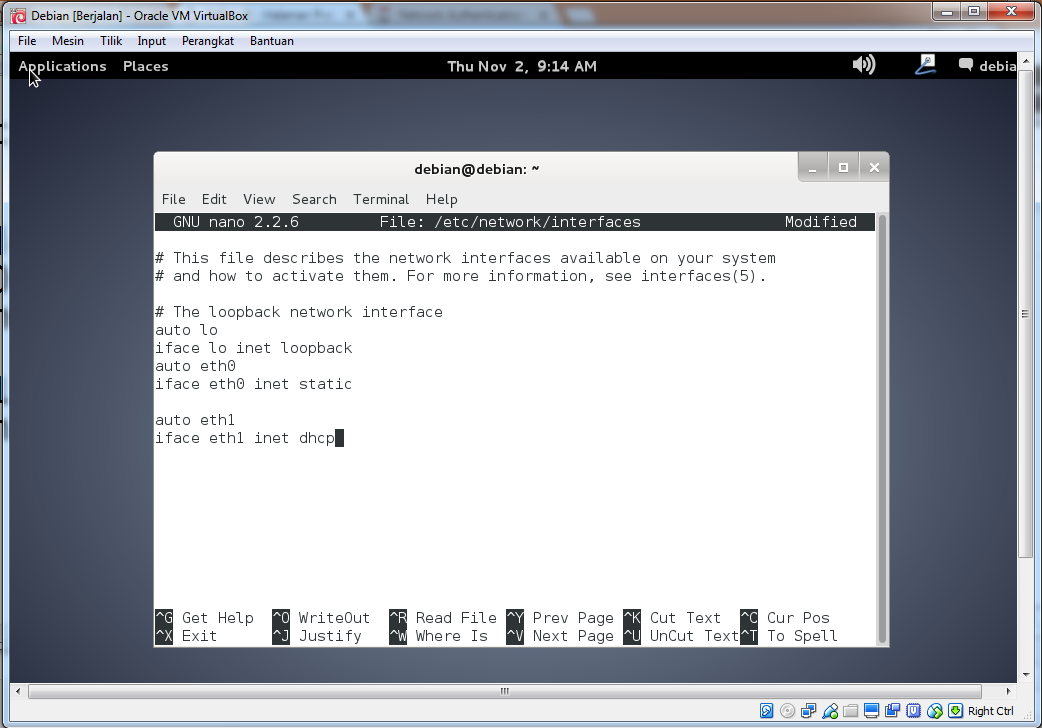 Debian [Berjalan] - Oracle VM VirtualBox
File Mesin Tilik Input Perangkat Bantuan
Applications Places Thu Nov 2, 9:14 AM debia
debian@debian: ~
File Edit View Search Terminal Help
GNU nano 2.2.6 File: /etc/network/interfaces Modified
# This file describes the network interfaces available on your system
# and how to activate them. For more information, see interfaces(5).
# The loopback network interface
auto lo
iface lo inet loopback
auto eth0
iface eth0 inet static
auto eth1
iface eth1 inet dhcp
^G Get Help ^O WriteOut ^R Read File ^Y Prev Page ^K Cut Text ^C Cur Pos
^X Exit ^J Justify ^W Where Is ^V Next Page ^U UnCut Text ^T To Spell
Right Ctrl